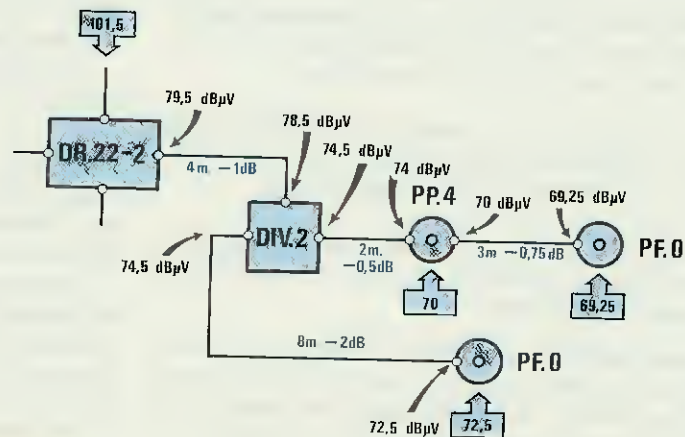 101,5
79,5 dBµV
DR.22-2
4m. –1dB
78,5 dBµV
74,5 dBµV
74 dBµV
PP.4
70 dBµV
69,25 dBµV
DIV.2
2m.
–0,5dB
3m –0,75dB
PF.0
74,5 dBµV
70
69,25
8m –2dB
PF.0
72,5 dBµV
72,5